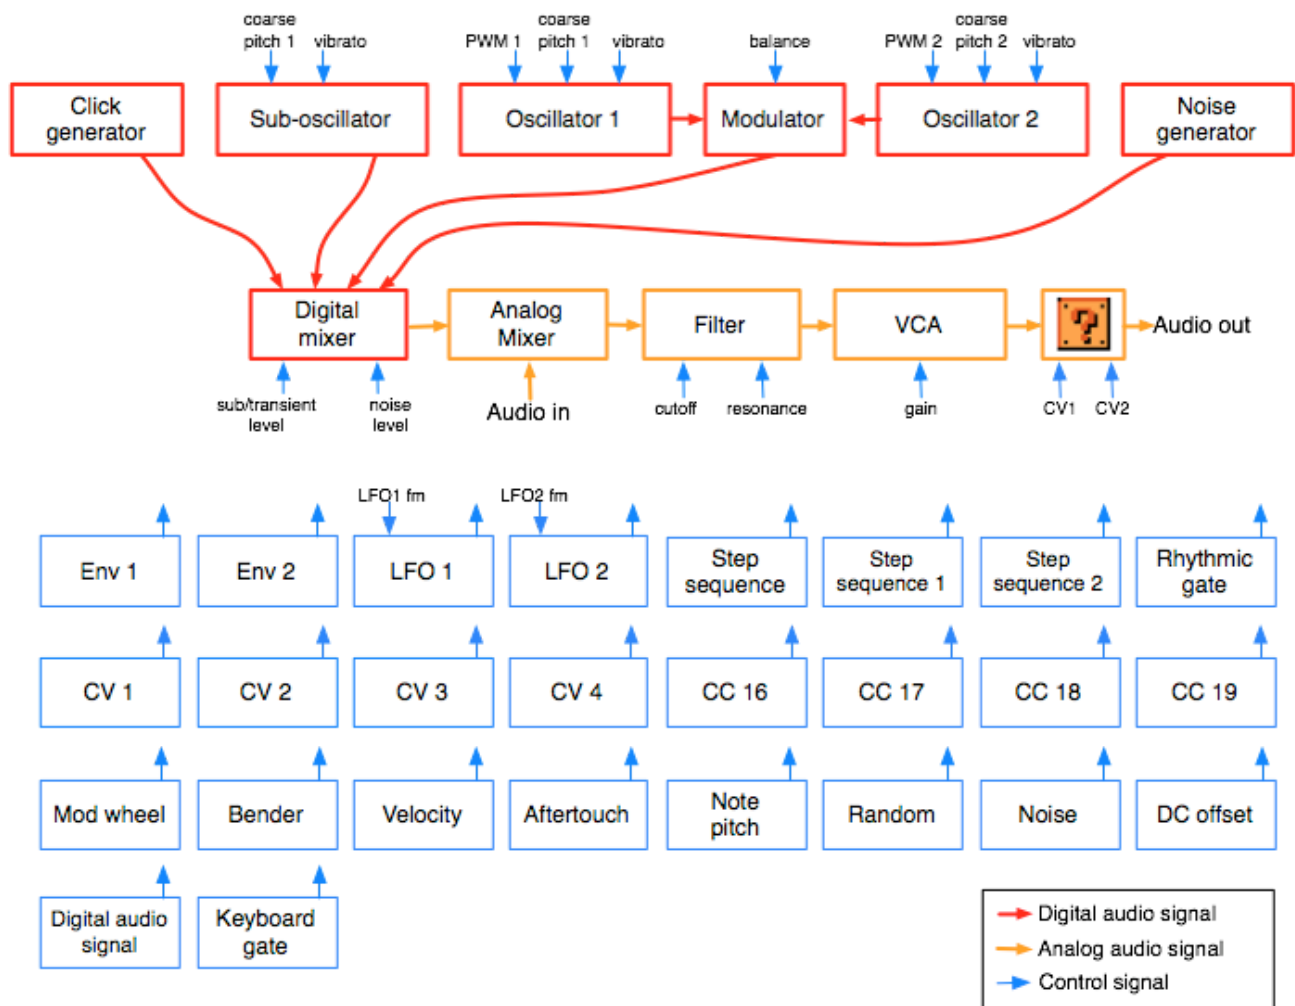 coarse
pitch 1
vibrato
PWM 1
coarse
pitch 1
vibrato
balance
PWM 2
coarse
pitch 2
vibrato
Click
generator
Sub-oscillator
Oscillator 1
Modulator
Oscillator 2
Noise
generator
Digital
mixer
Analog
Mixer
Filter
VCA
?
Audio out
sub/transient
level
noise
level
Audio in
cutoff
resonance
gain
CV1
CV2
LFO1 fm
LFO2 fm
Env 1
Env 2
LFO 1
LFO 2
Step
sequence
Step
sequence 1
Step
sequence 2
Rhythmic
gate
CV 1
CV 2
CV 3
CV 4
CC 16
CC 17
CC 18
CC 19
Mod wheel
Bender
Velocity
Aftertouch
Note
pitch
Random
Noise
DC offset
Digital audio
signal
Keyboard
gate
Digital audio signal
Analog audio signal
Control signal